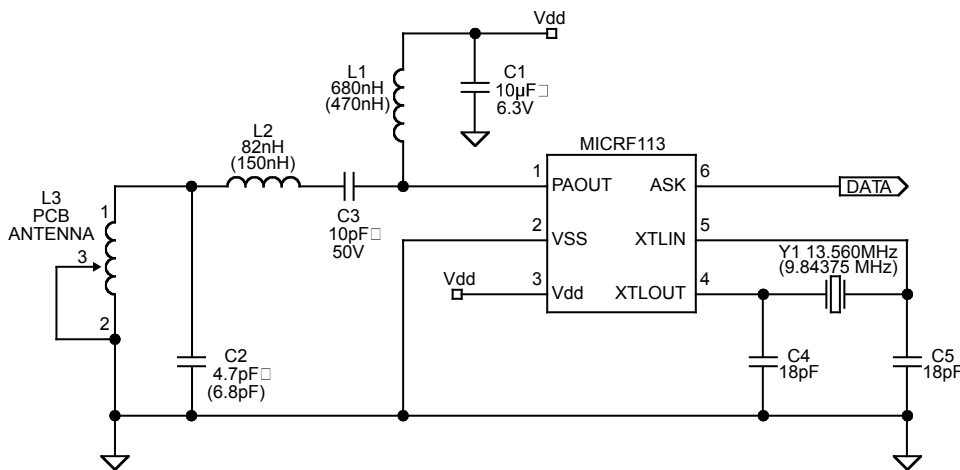 Vdd
L1
680nH
(470nH)
C1
10µF□
6.3V
L2
82nH
(150nH)
MICRF113
1
PAOUT
ASK
6
DATA
L3
PCB
ANTENNA
1
3
2
C3
10pF□
50V
2
VSS
XTLIN
5
Y1 13.560MHz
(9.84375 MHz)
Vdd
3
Vdd
XTLOUT
4
C2
4.7pF□
(6.8pF)
C4
18pF
C5
18pF